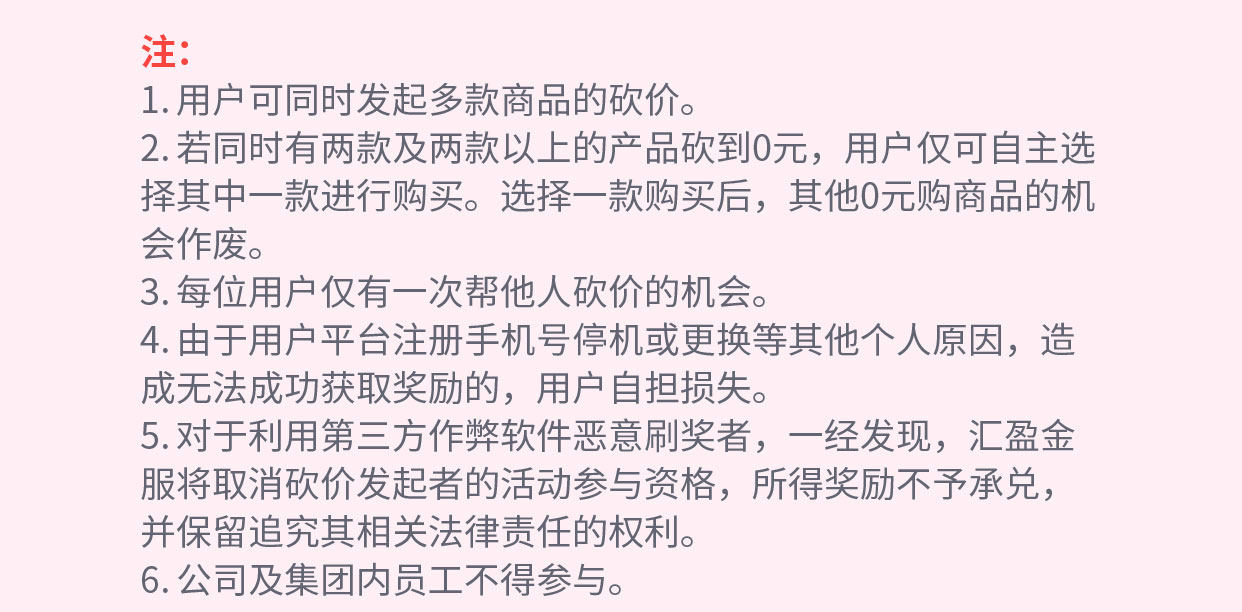 注：
1. 用户可同时发起多款商品的砍价。
2. 若同时有两款及两款以上的产品砍到0元，用户仅可自主选
择其中一款进行购买。选择一款购买后，其他0元购商品的机
会作废。
3. 每位用户仅有一次帮他人砍价的机会。
4. 由于用户平台注册手机号停机或更换等其他个人原因，造
成无法成功获取奖励的，用户自担损失。
5. 对于利用第三方作弊软件恶意刷奖者，一经发现，汇盈金
服将取消砍价发起者的活动参与资格，所得奖励不予承兑，
并保留追究其相关法律责任的权利。
6. 公司及集团内员工不得参与。